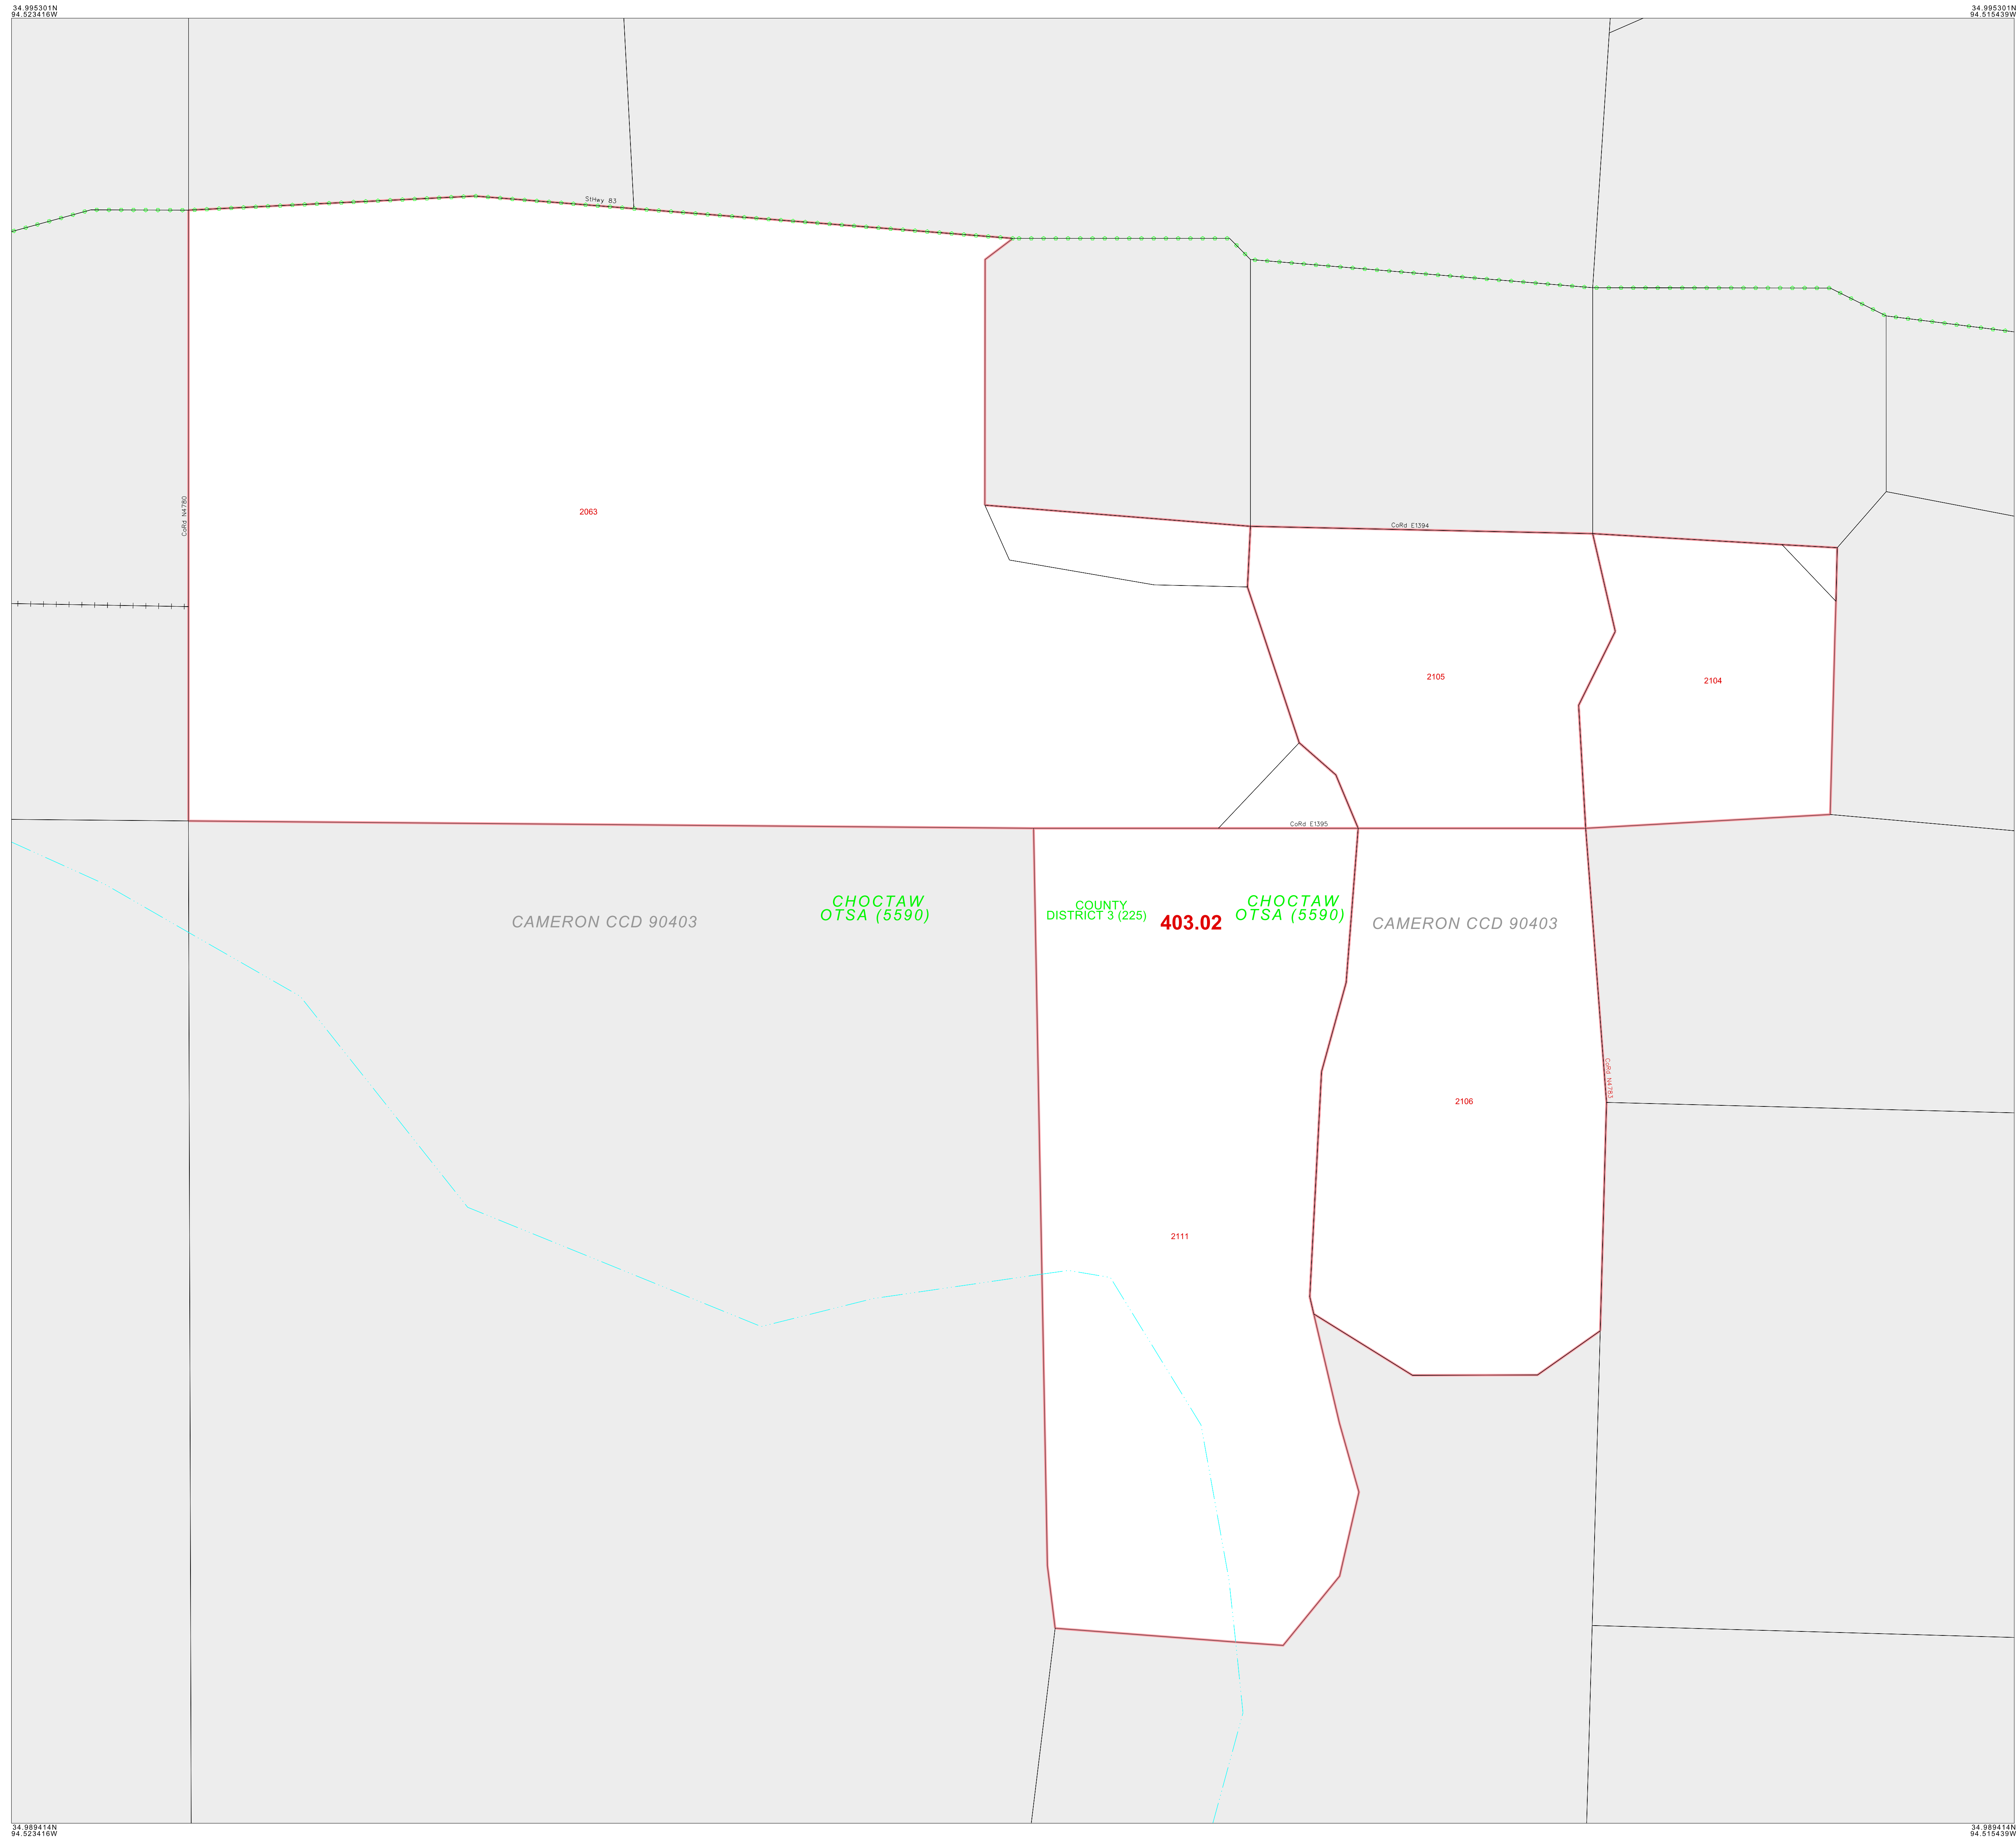 34.995301N
94.523416W
34.995301N
94.515439W
StHwy 83
CoRd N4780
2063
CoRd E1394
2105
2104
CoRd E1395
CHOCTAW
OTSA (5590)
CAMERON CCD 90403
COUNTY
DISTRICT 3 (225)
403.02
CHOCTAW
OTSA (5590)
CAMERON CCD 90403
CoRd N4783
2106
2111
34.989414N
94.523416W
34.989414N
94.515439W